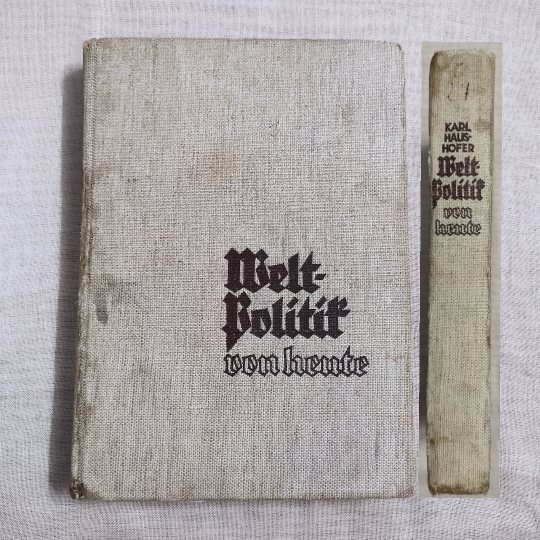 Welt-
Politik
von heute
KARL
HAUS-
HOFER
Welt-
Politik
von
heute